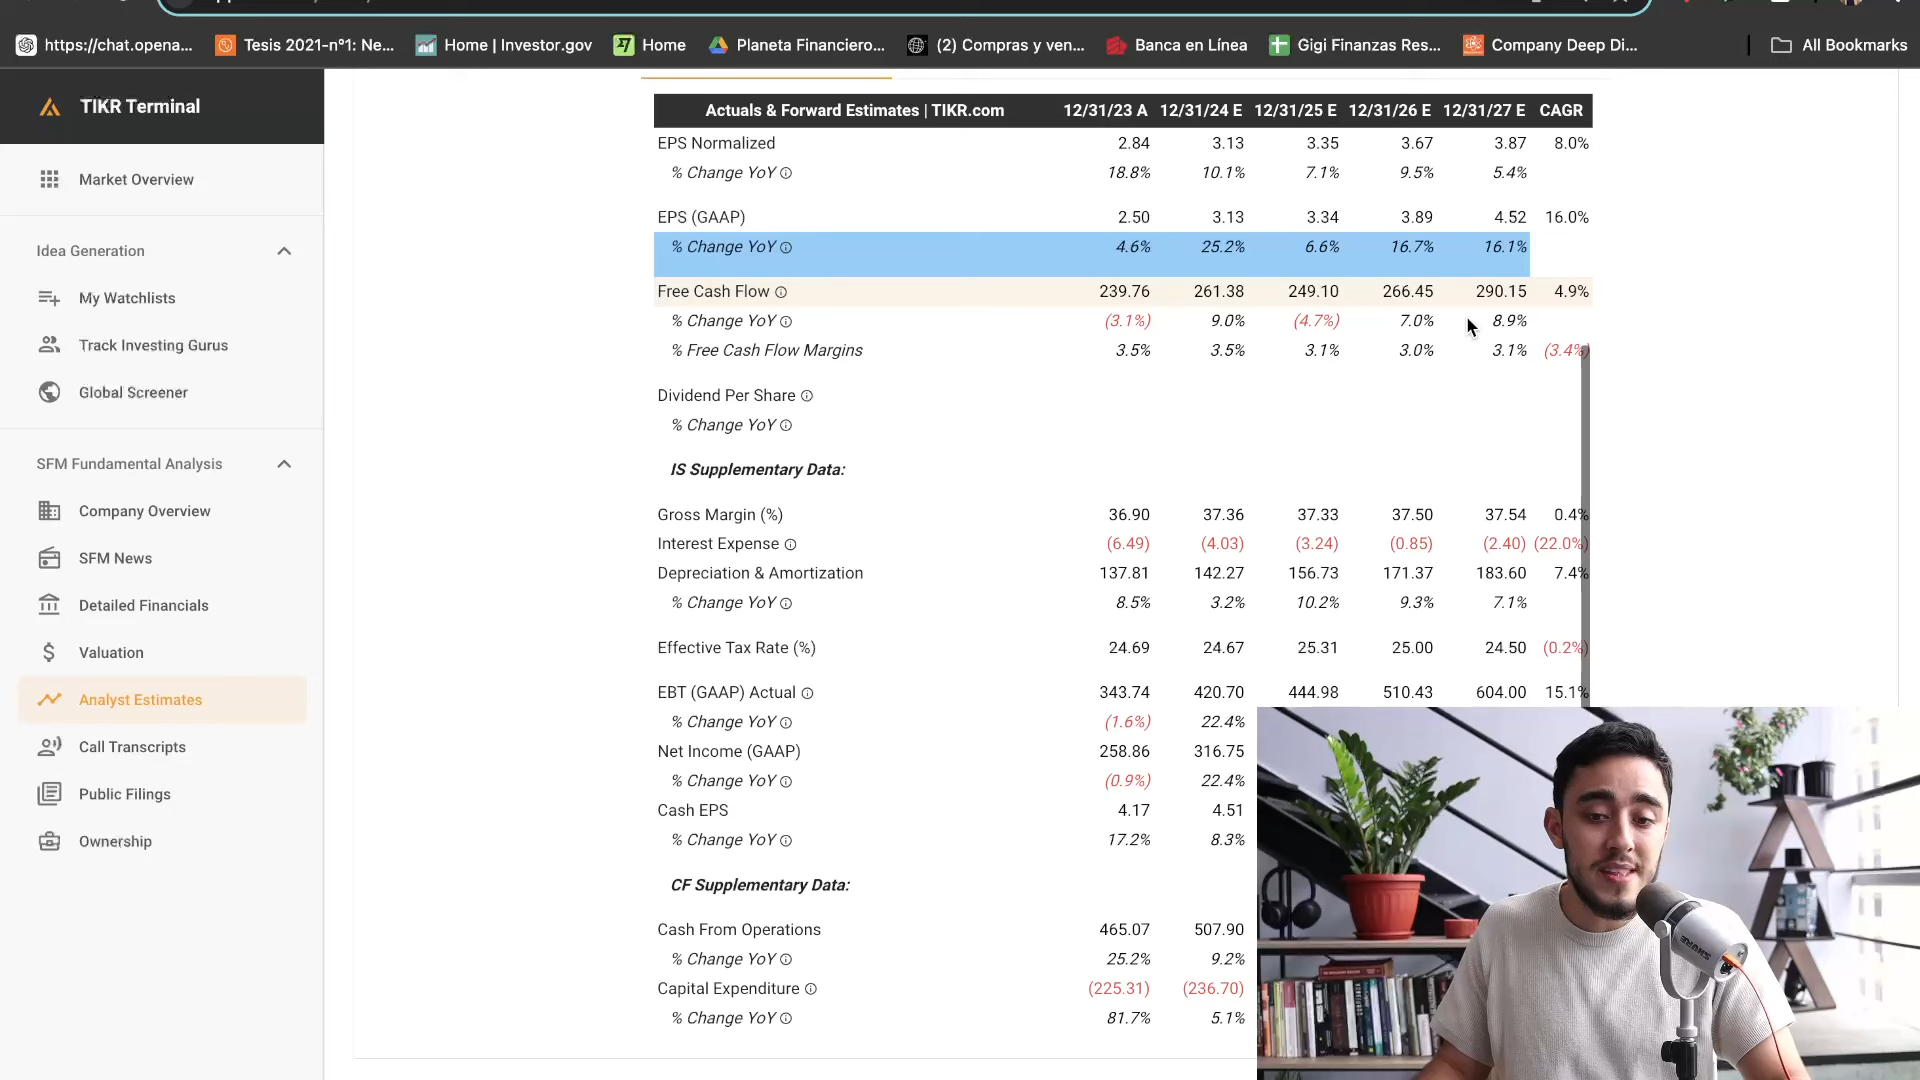 https://chat.opena... Tesis 2021-n°1: Ne... Home | Investor.gov Home Planeta Financiero... (2) Compras y ven... Banca en Línea Gigi Finanzas Res... Company Deep Di... All Bookmarks
TIKR Terminal
Market Overview
Idea Generation
My Watchlists
Track Investing Gurus
Global Screener
SFM Fundamental Analysis
Company Overview
SFM News
Detailed Financials
Valuation
Analyst Estimates
Call Transcripts
Public Filings
Ownership
Actuals & Forward Estimates | TIKR.com 12/31/23 A 12/31/24 E 12/31/25 E 12/31/26 E 12/31/27 E CAGR
EPS Normalized 2.84 3.13 3.35 3.67 3.87 8.0%
% Change YoY 18.8% 10.1% 7.1% 9.5% 5.4%
EPS (GAAP) 2.50 3.13 3.34 3.89 4.52 16.0%
% Change YoY 4.6% 25.2% 6.6% 16.7% 16.1%
Free Cash Flow 239.76 261.38 249.10 266.45 290.15 4.9%
% Change YoY (3.1%) 9.0% (4.7%) 7.0% 8.9%
% Free Cash Flow Margins 3.5% 3.5% 3.1% 3.0% 3.1% (3.4%)
Dividend Per Share
% Change YoY
IS Supplementary Data:
Gross Margin (%) 36.90 37.36 37.33 37.50 37.54 0.4%
Interest Expense (6.49) (4.03) (3.24) (0.85) (2.40) (22.0%)
Depreciation & Amortization 137.81 142.27 156.73 171.37 183.60 7.4%
% Change YoY 8.5% 3.2% 10.2% 9.3% 7.1%
Effective Tax Rate (%) 24.69 24.67 25.31 25.00 24.50 (0.2%)
EBT (GAAP) Actual 343.74 420.70 444.98 510.43 604.00 15.1%
% Change YoY (1.6%) 22.4%
Net Income (GAAP) 258.86 316.75
% Change YoY (0.9%) 22.4%
Cash EPS 4.17 4.51
% Change YoY 17.2% 8.3%
CF Supplementary Data:
Cash From Operations 465.07 507.90
% Change YoY 25.2% 9.2%
Capital Expenditure (225.31) (236.70)
% Change YoY 81.7% 5.1%
SHURE